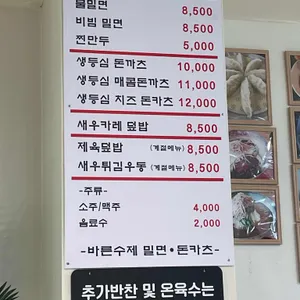 물밀면 8,500
비빔 밀면 8,500
찐만두 5,000
생등심 돈까스 10,000
생등심 매콤돈까스 11,000
생등심 치즈 돈카츠 12,000
새우카레 덮밥 8,500
제육덮밥 (계절메뉴) 8,500
새우튀김우동 (계절메뉴) 8,500
-주류-
소주/맥주 4,000
음료수 2,000
-바른수제 밀면·돈카츠-
추가반찬 및 온육수는